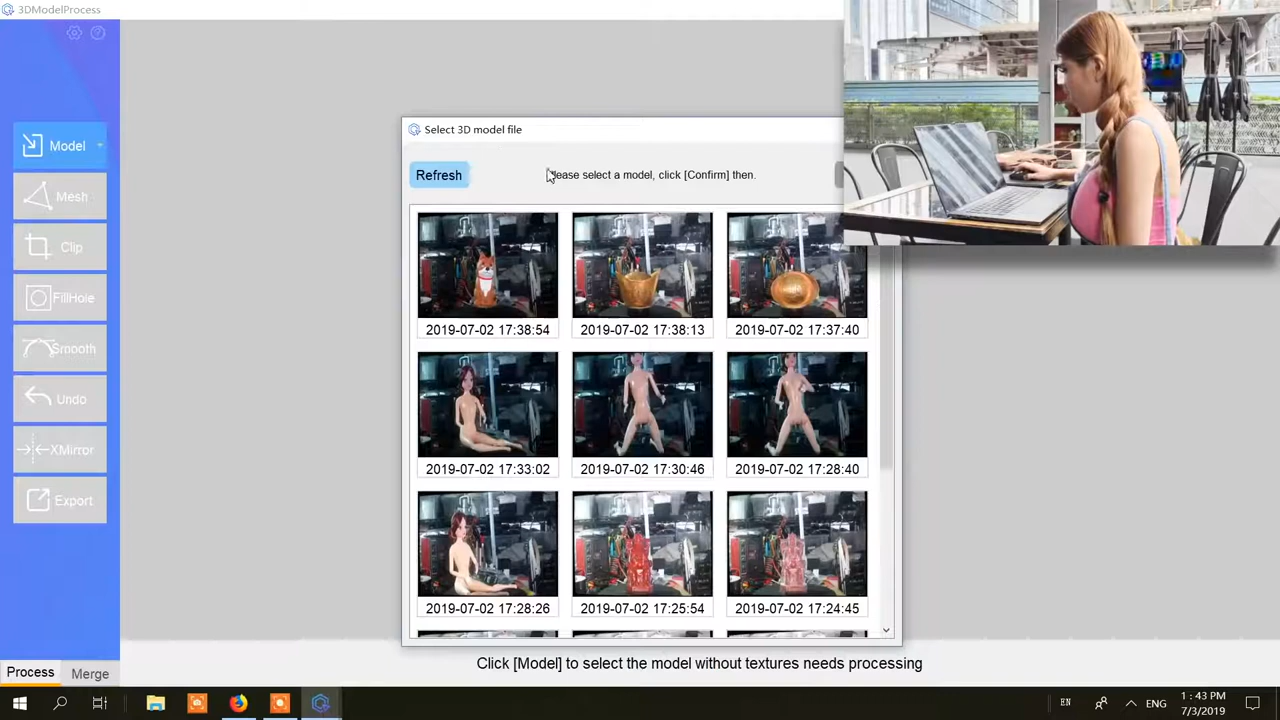 3DModelProcess
Model
Mesh
Clip
FillHole
Smooth
Undo
XMirror
Export
Select 3D model file
Refresh
Please select a model, click [Confirm] then.
2019-07-02 17:38:54
2019-07-02 17:38:13
2019-07-02 17:37:40
2019-07-02 17:33:02
2019-07-02 17:30:46
2019-07-02 17:28:40
2019-07-02 17:28:26
2019-07-02 17:25:54
2019-07-02 17:24:45
Click [Model] to select the model without textures needs processing
Process
Merge
EN
ENG
1:43 PM
7/3/2019